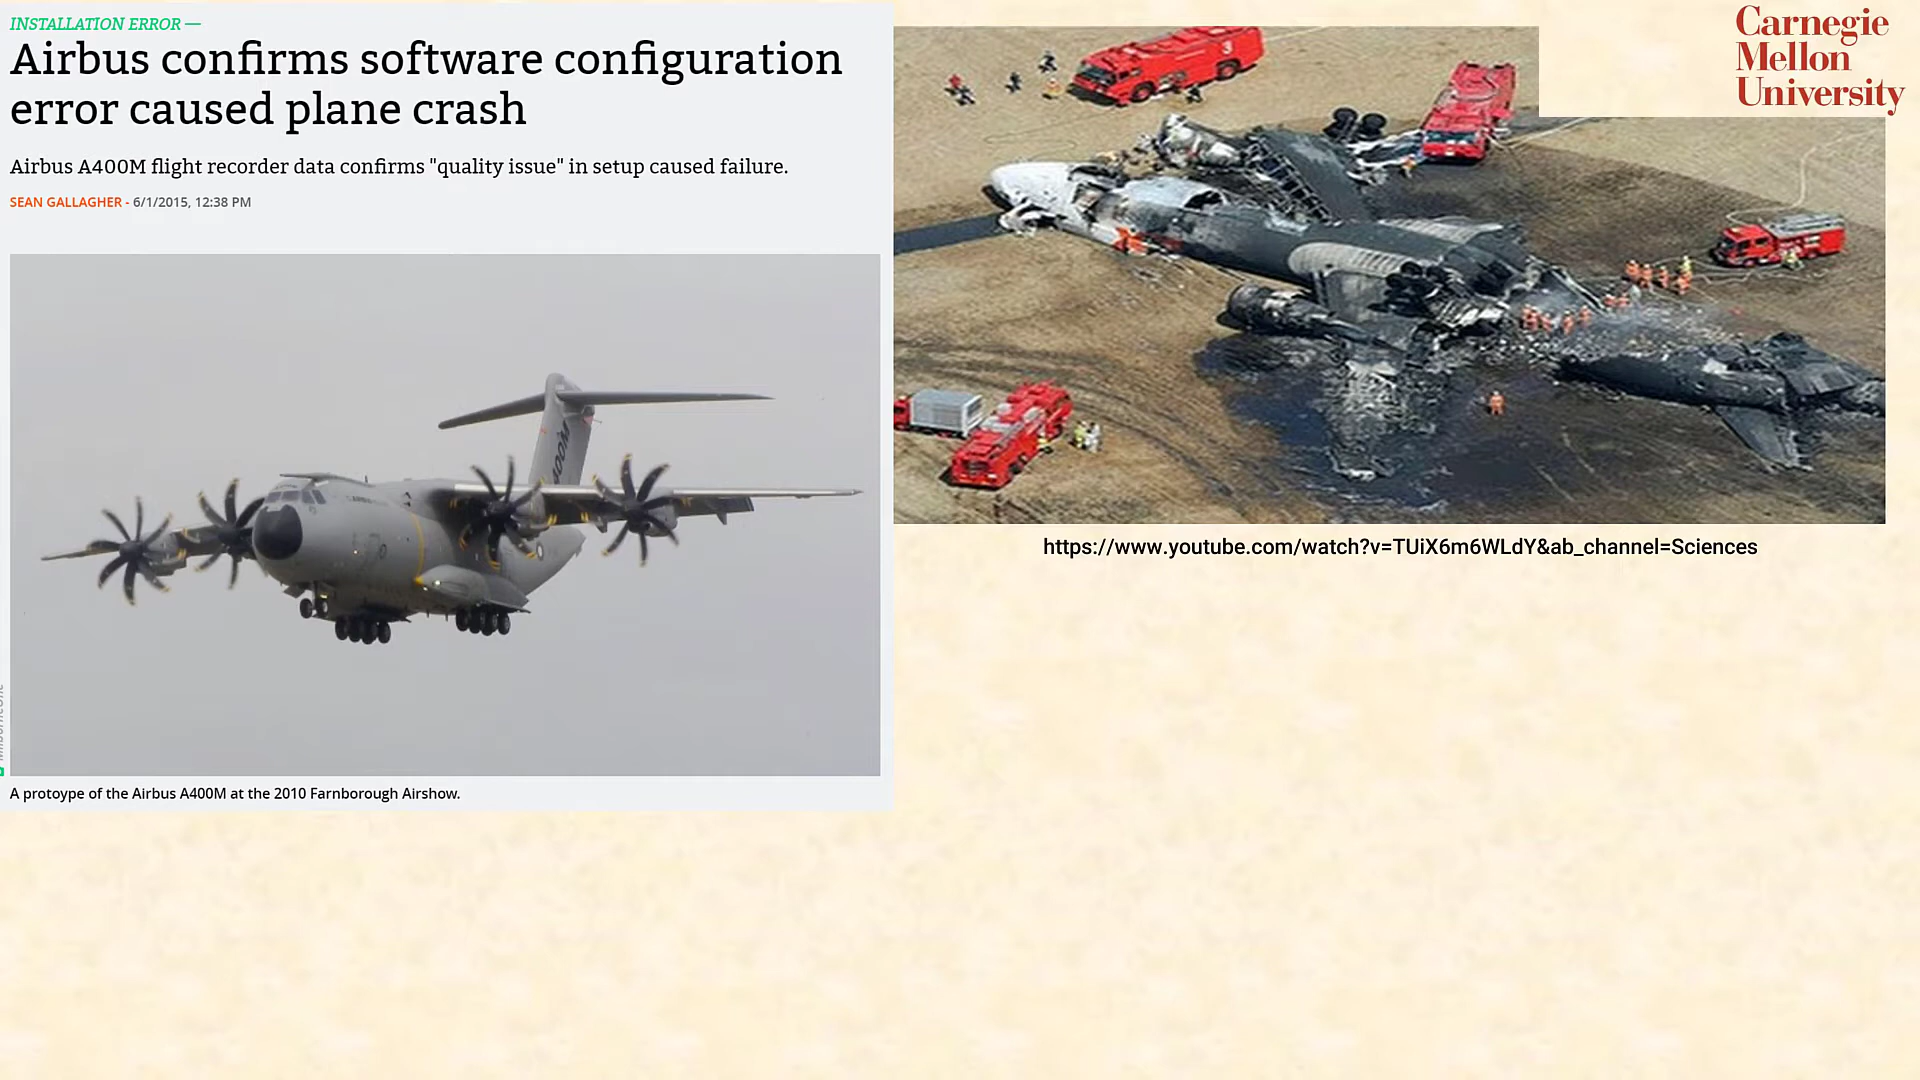 INSTALLATION ERROR —
Airbus confirms software configuration
error caused plane crash
Airbus A400M flight recorder data confirms "quality issue" in setup caused failure.
SEAN GALLAGHER - 6/1/2015, 12:38 PM
A400M
A protoype of the Airbus A400M at the 2010 Farnborough Airshow.
3
https://www.youtube.com/watch?v=TUiX6m6WLdY&ab_channel=Sciences
Carnegie
Mellon
University